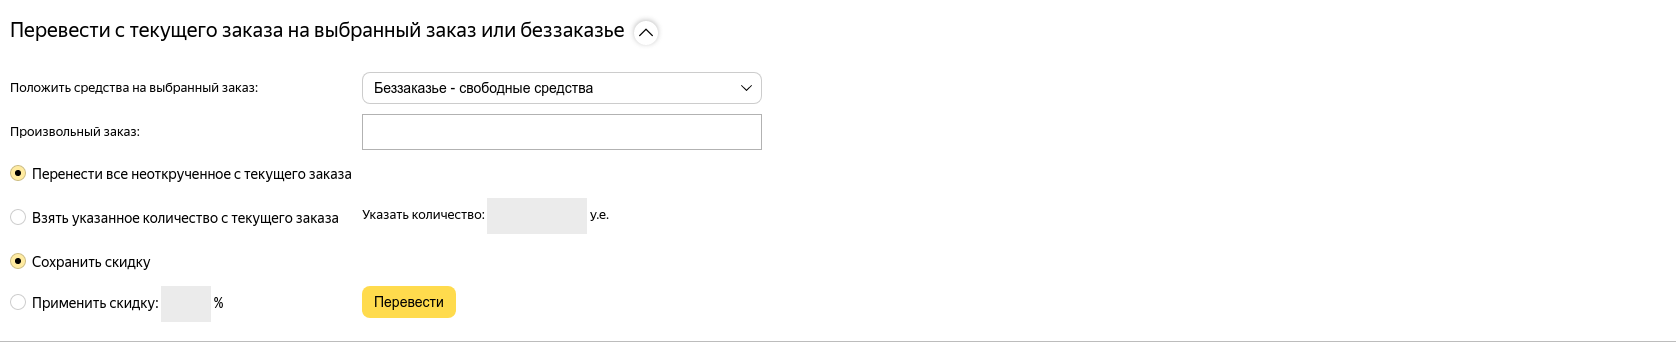 Перевести с текущего заказа на выбранный заказ или беззаказье
Положить средства на выбранный заказ:
Беззаказье - свободные средства
Произвольный заказ:
Перенести все неоткрученное с текущего заказа
Взять указанное количество с текущего заказа
Указать количество: у.е.
Сохранить скидку
Применить скидку: %
Перевести